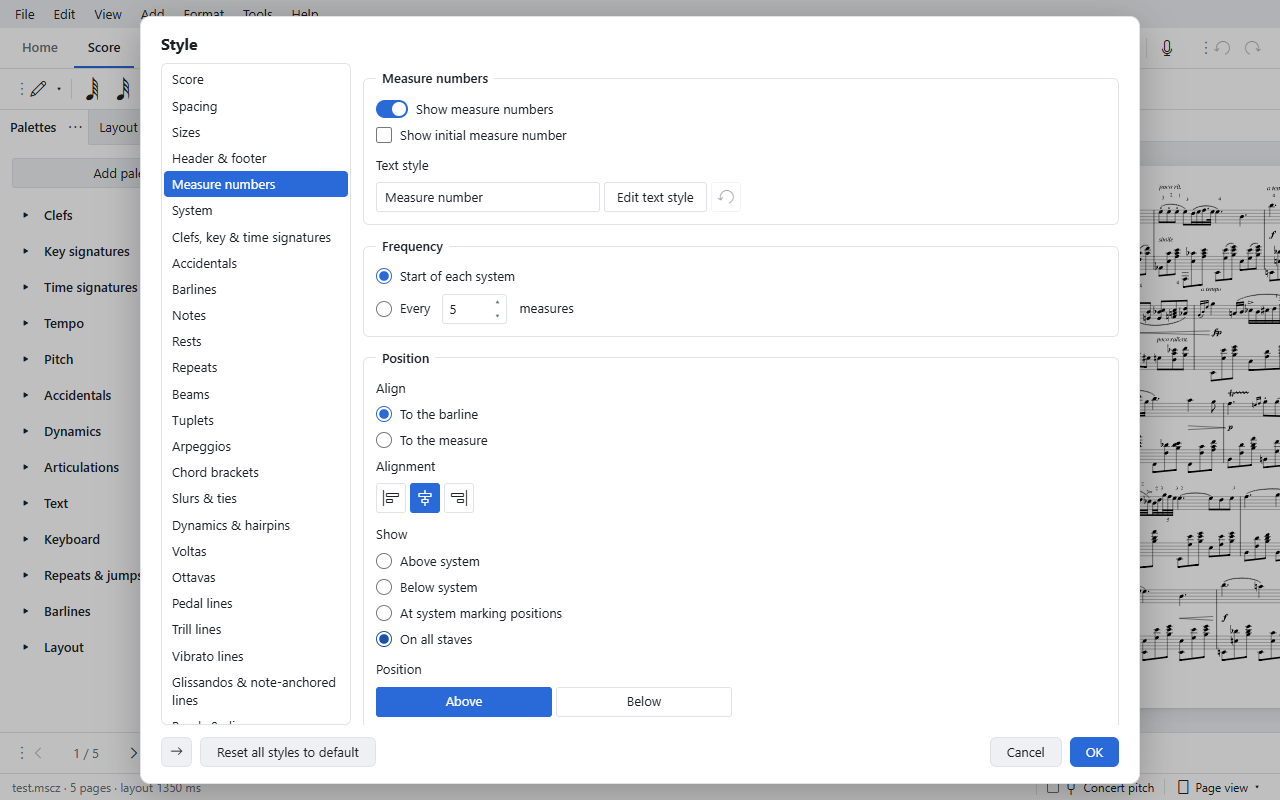 File Edit View Add Format Tools Help
Home Score
Style
Palettes Layout
Add pale
Clefs
Key signatures
Time signatures
Tempo
Pitch
Accidentals
Dynamics
Articulations
Text
Keyboard
Repeats & jumps
Barlines
Layout
Score
Spacing
Sizes
Header & footer
Measure numbers
System
Clefs, key & time signatures
Accidentals
Barlines
Notes
Rests
Repeats
Beams
Tuplets
Arpeggios
Chord brackets
Slurs & ties
Dynamics & hairpins
Voltas
Ottavas
Pedal lines
Trill lines
Vibrato lines
Glissandos & note-anchored
lines
Measure numbers
Show measure numbers
Show initial measure number
Text style
Measure number Edit text style
Frequency
Start of each system
Every 5 measures
Position
Align
To the barline
To the measure
Alignment
Show
Above system
Below system
At system marking positions
On all staves
Position
Above Below
poco rit.
a tempo
poco rallent.
1 / 5
Reset all styles to default Cancel OK
test.mscz · 5 pages · layout 1350 ms Concert pitch Page view